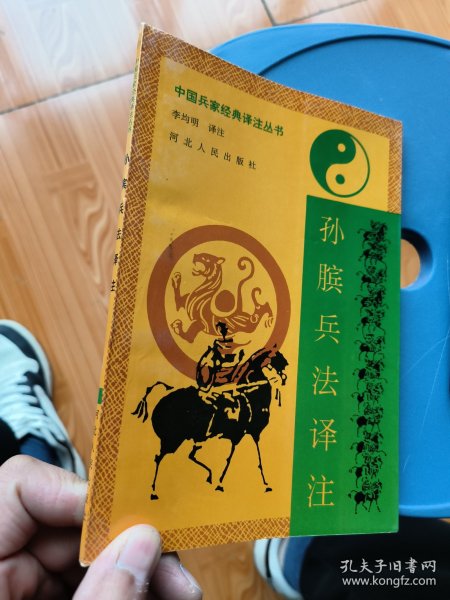 中国兵家经典译注丛书
李均明 译注
河北人民出版社
孙膑兵法译注
孙膑兵法译注
孔夫子旧书网
www.kongfz.com